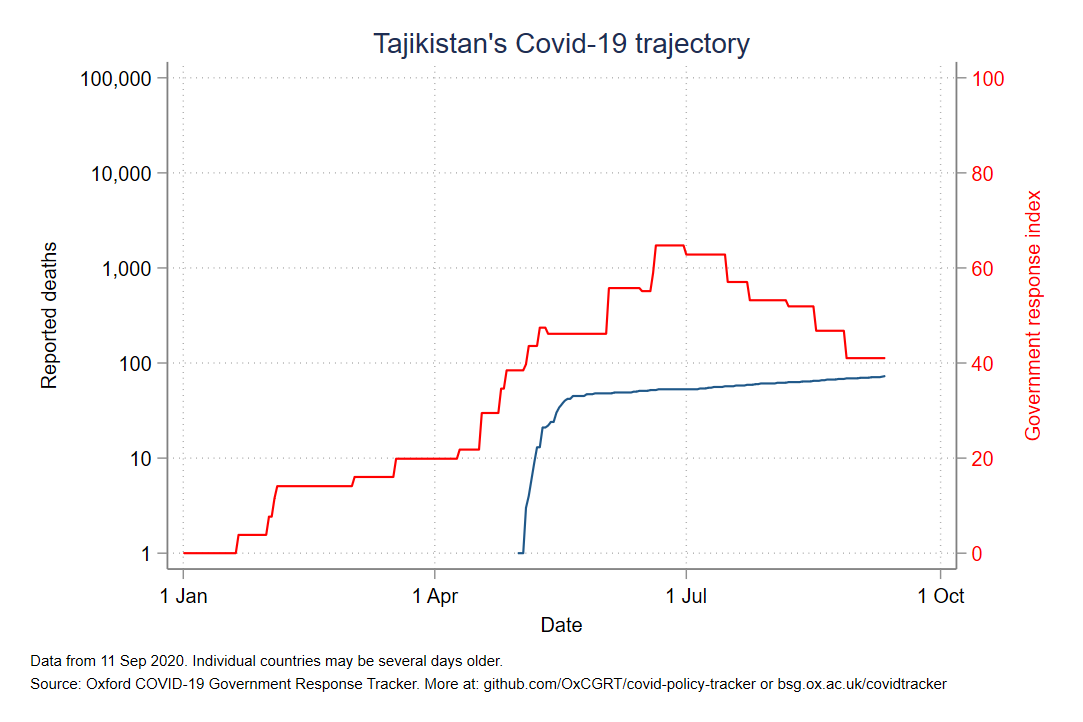 Tajikistan's Covid-19 trajectory
100,000
10,000
1,000
100
10
1
Reported deaths
100
80
60
40
20
0
Government response index
1 Jan
1 Apr
1 Jul
1 Oct
Date
Data from 11 Sep 2020. Individual countries may be several days older.
Source: Oxford COVID-19 Government Response Tracker. More at: github.com/OxCGRT/covid-policy-tracker or bsg.ox.ac.uk/covidtracker